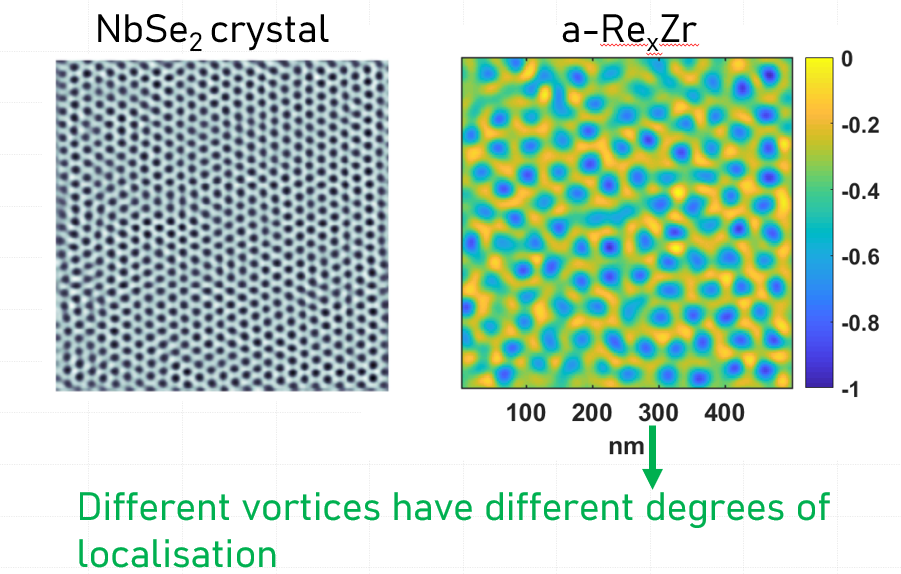 NbSe₂ crystal
a-ReₓZr
0
-0.2
-0.4
-0.6
-0.8
-1
100 200 300 400
nm
Different vortices have different degrees of
localisation